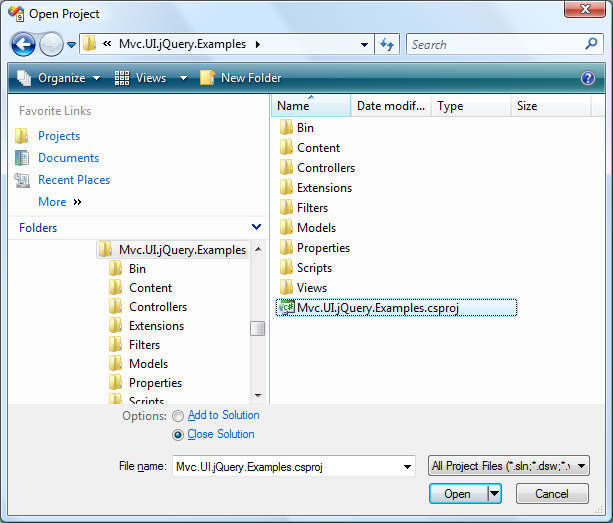 Open Project
« Mvc.UI.jQuery.Examples
Search
Organize Views New Folder
Favorite Links
Projects
Documents
Recent Places
More »
Folders
Mvc.UI.jQuery.Examples
Bin
Content
Controllers
Extensions
Filters
Models
Properties
Scripts
Name Date modif... Type Size
Bin
Content
Controllers
Extensions
Filters
Models
Properties
Scripts
Views
Mvc.UI.jQuery.Examples.csproj
Options: Add to Solution
Close Solution
File name: Mvc.UI.jQuery.Examples.csproj All Project Files (*.sln;*.dsw;*.v
Open Cancel